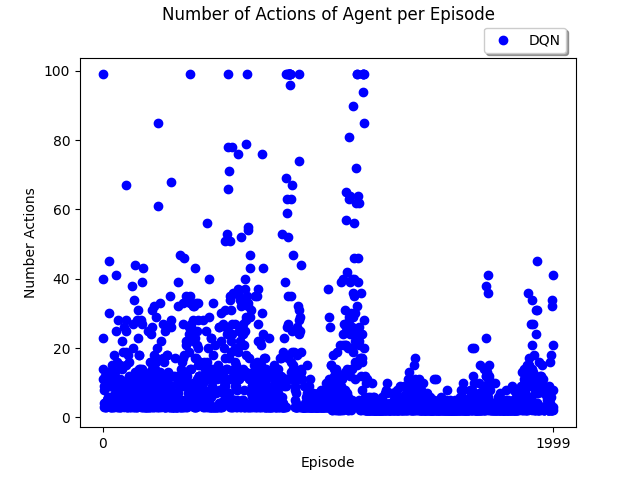 Number of Actions of Agent per Episode
DQN
100
80
60
40
20
0
Number Actions
0
1999
Episode